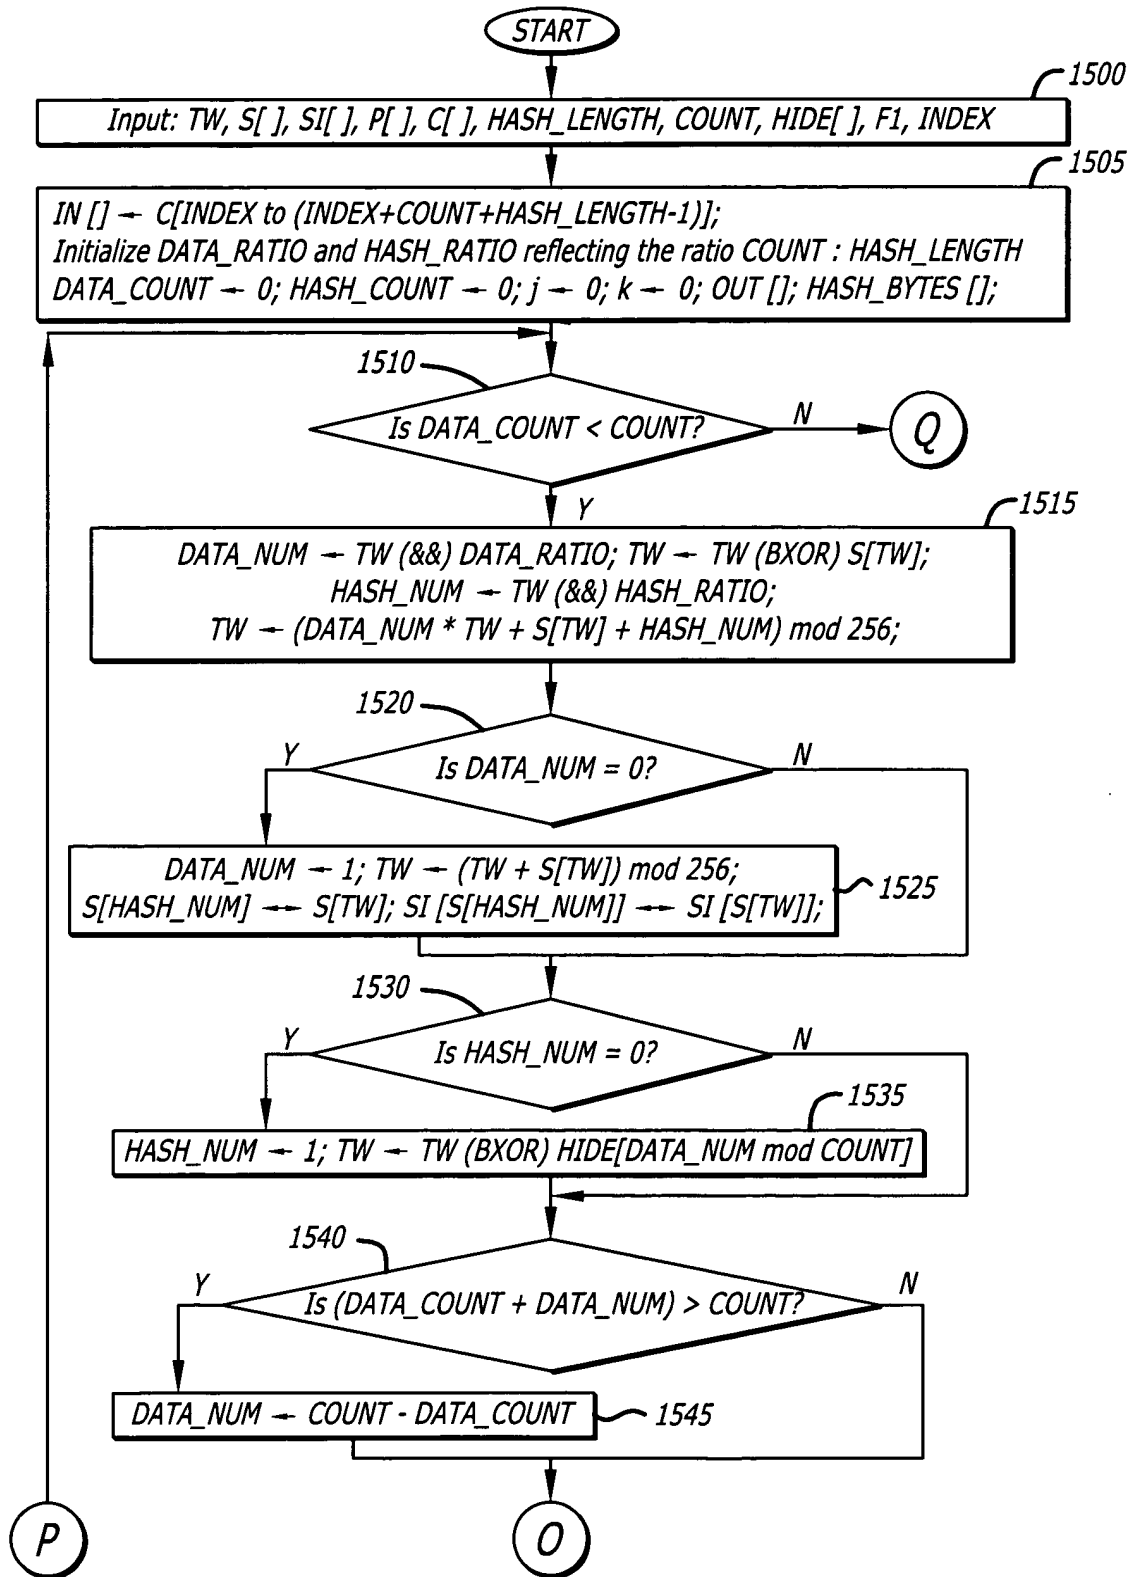 START
1500
Input: TW, S[ ], SI[ ], P[ ], C[ ], HASH_LENGTH, COUNT, HIDE[ ], F1, INDEX
1505
IN [] ← C[INDEX to (INDEX+COUNT+HASH_LENGTH-1)];
Initialize DATA_RATIO and HASH_RATIO reflecting the ratio COUNT : HASH_LENGTH
DATA_COUNT ← 0; HASH_COUNT ← 0; j ← 0; k ← 0; OUT []; HASH_BYTES [];
1510
Is DATA_COUNT < COUNT?
N
Q
Y
1515
DATA_NUM ← TW (&&) DATA_RATIO; TW ← TW (BXOR) S[TW];
HASH_NUM ← TW (&&) HASH_RATIO;
TW ← (DATA_NUM * TW + S[TW] + HASH_NUM) mod 256;
1520
Y
Is DATA_NUM = 0?
N
DATA_NUM ← 1; TW ← (TW + S[TW]) mod 256;
S[HASH_NUM] ↔ S[TW]; SI [S[HASH_NUM]] ↔ SI [S[TW]];
1525
1530
Y
Is HASH_NUM = 0?
N
1535
HASH_NUM ← 1; TW ← TW (BXOR) HIDE[DATA_NUM mod COUNT]
1540
Y
Is (DATA_COUNT + DATA_NUM) > COUNT?
N
DATA_NUM ← COUNT - DATA_COUNT
1545
P
O